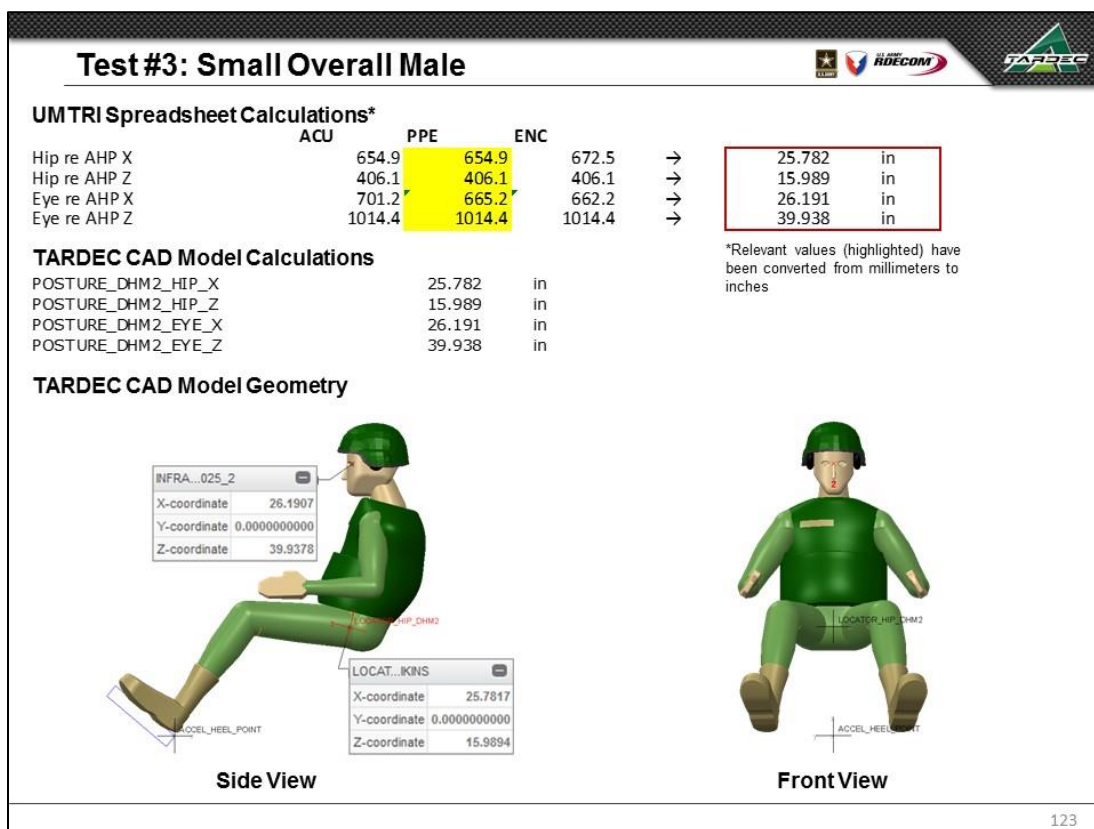 Test #3: Small Overall Male
U.S. ARMY
U.S. ARMY
RDECOM
TARDEC
UMTRI Spreadsheet Calculations*
ACU PPE ENC
Hip re AHP X 654.9 654.9 672.5 → 25.782 in
Hip re AHP Z 406.1 406.1 406.1 → 15.989 in
Eye re AHP X 701.2 665.2 662.2 → 26.191 in
Eye re AHP Z 1014.4 1014.4 1014.4 → 39.938 in
*Relevant values (highlighted) have
been converted from millimeters to
inches
TARDEC CAD Model Calculations
POSTURE_DHM2_HIP_X 25.782 in
POSTURE_DHM2_HIP_Z 15.989 in
POSTURE_DHM2_EYE_X 26.191 in
POSTURE_DHM2_EYE_Z 39.938 in
TARDEC CAD Model Geometry
INFRA...025_2
X-coordinate 26.1907
Y-coordinate 0.0000000000
Z-coordinate 39.9378
LOCATOR_HIP_DHM2
LOCAT...IKINS
X-coordinate 25.7817
Y-coordinate 0.0000000000
Z-coordinate 15.9894
ACCEL_HEEL_POINT
2
LOCATOR_HIP_DHM2
ACCEL_HEEL_POINT
Side View
Front View
123